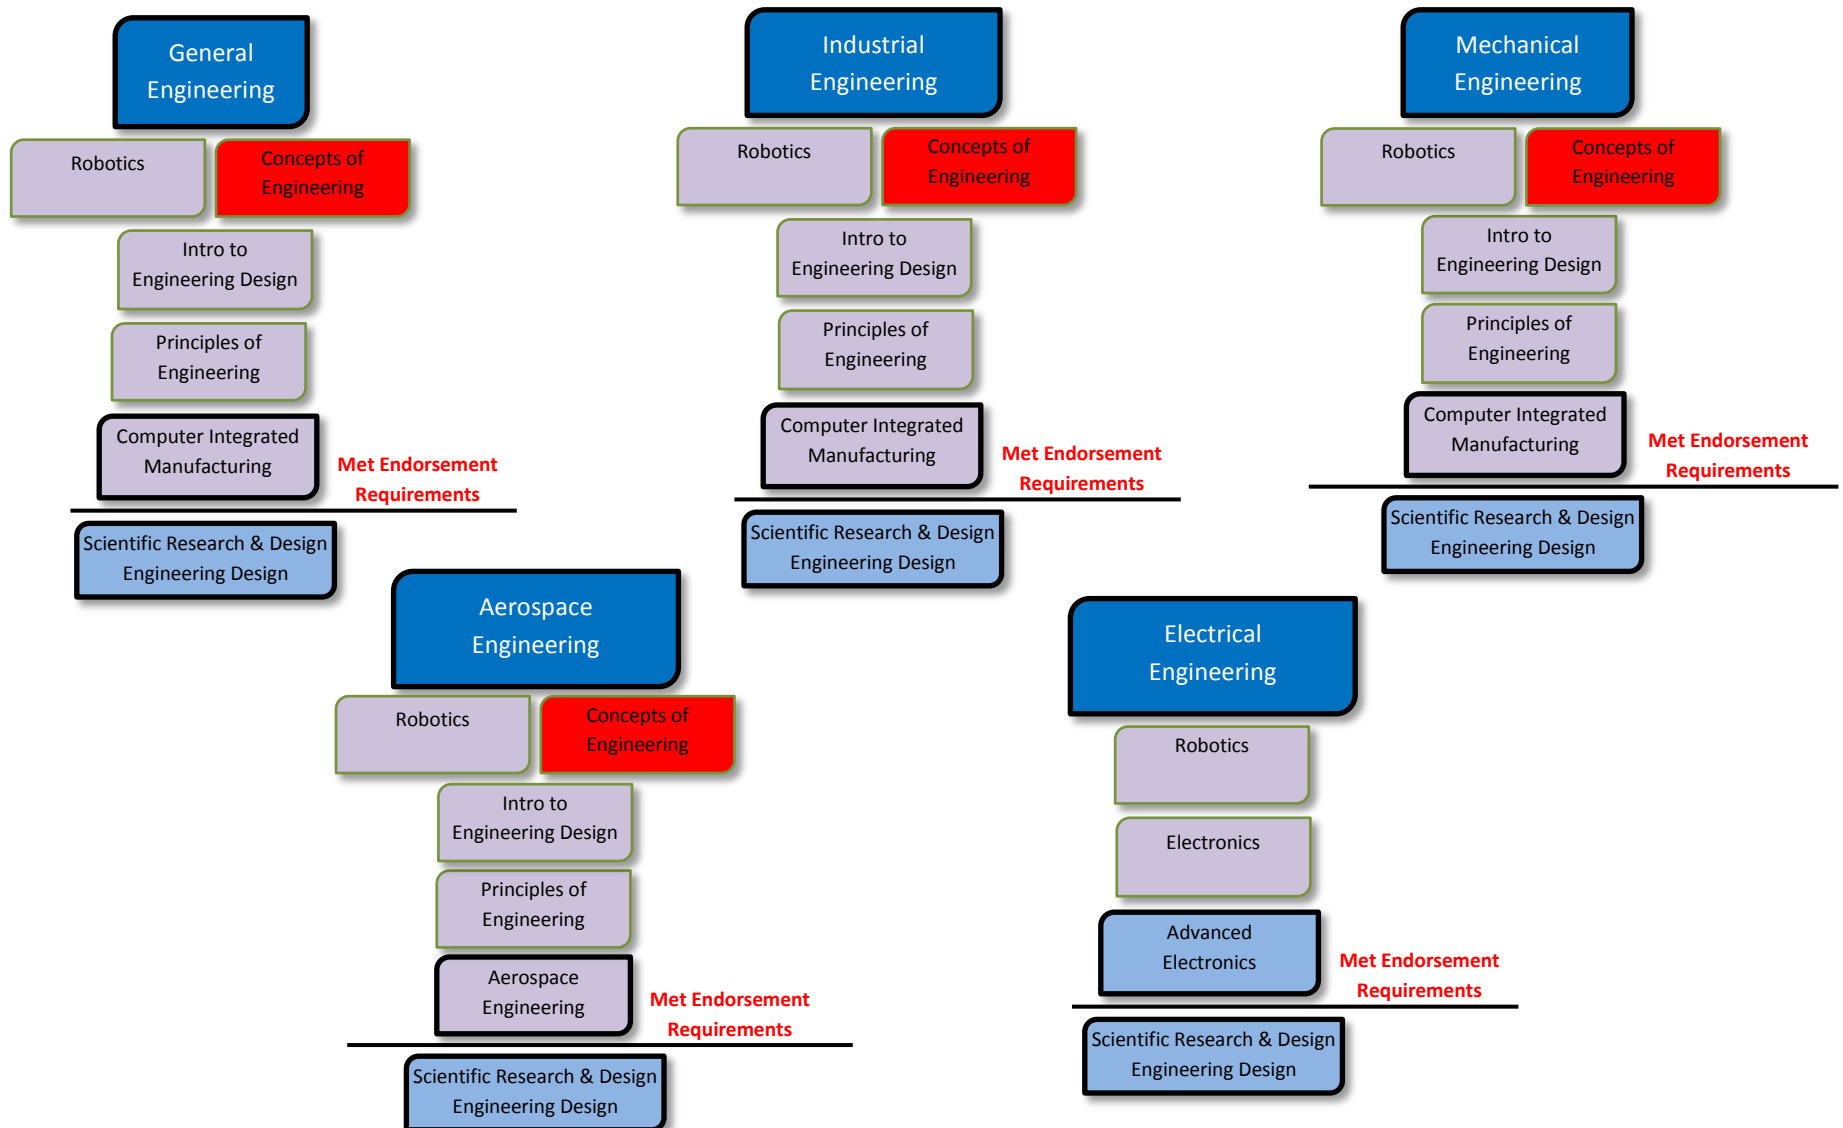 General
Engineering
Robotics
Concepts of
Engineering
Intro to
Engineering Design
Principles of
Engineering
Computer Integrated
Manufacturing
Met Endorsement
Requirements
Scientific Research & Design
Engineering Design
Industrial
Engineering
Robotics
Concepts of
Engineering
Intro to
Engineering Design
Principles of
Engineering
Computer Integrated
Manufacturing
Met Endorsement
Requirements
Scientific Research & Design
Engineering Design
Mechanical
Engineering
Robotics
Concepts of
Engineering
Intro to
Engineering Design
Principles of
Engineering
Computer Integrated
Manufacturing
Met Endorsement
Requirements
Scientific Research & Design
Engineering Design
Aerospace
Engineering
Robotics
Concepts of
Engineering
Intro to
Engineering Design
Principles of
Engineering
Aerospace
Engineering
Met Endorsement
Requirements
Scientific Research & Design
Engineering Design
Electrical
Engineering
Robotics
Electronics
Advanced
Electronics
Met Endorsement
Requirements
Scientific Research & Design
Engineering Design